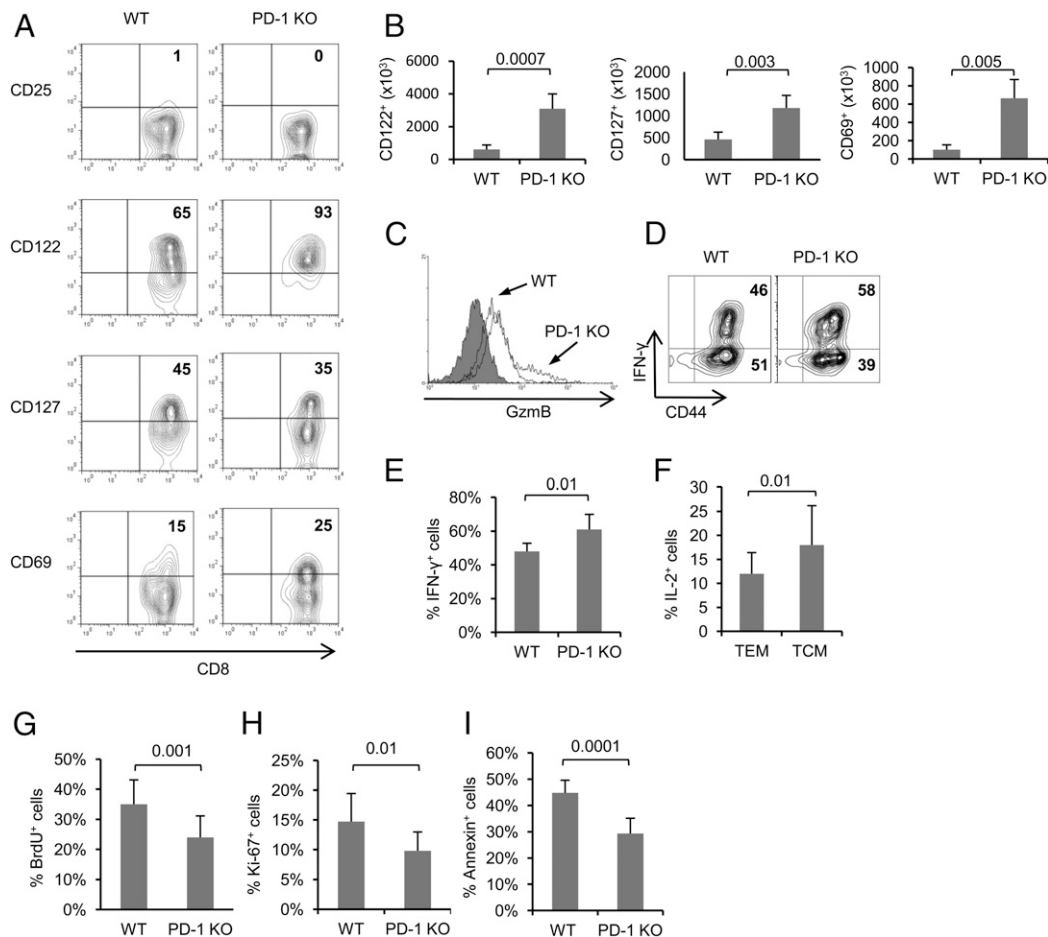 A
WT
PD-1 KO
CD25
1
0
CD122
65
93
CD127
45
35
CD69
15
25
CD8
B
CD122⁺ (x10³)
6000
4000
2000
0
0.0007
WT
PD-1 KO
CD127⁺ (x10³)
2000
1500
1000
500
0
0.003
WT
PD-1 KO
CD69⁺ (x10³)
1000
800
600
400
200
0
0.005
WT
PD-1 KO
C
WT
PD-1 KO
GzmB
D
WT
PD-1 KO
46
58
51
39
IFN-γ
CD44
E
% IFN-γ⁺ cells
80%
60%
40%
20%
0%
0.01
WT
PD-1 KO
F
% IL-2⁺ cells
30
25
20
15
10
5
0
0.01
TEM
TCM
G
% BrdU⁺ cells
50%
40%
30%
20%
10%
0%
0.001
WT
PD-1 KO
H
% Ki-67⁺ cells
25%
20%
15%
10%
5%
0%
0.01
WT
PD-1 KO
I
% Annexin⁺ cells
60%
50%
40%
30%
20%
10%
0%
0.0001
WT
PD-1 KO